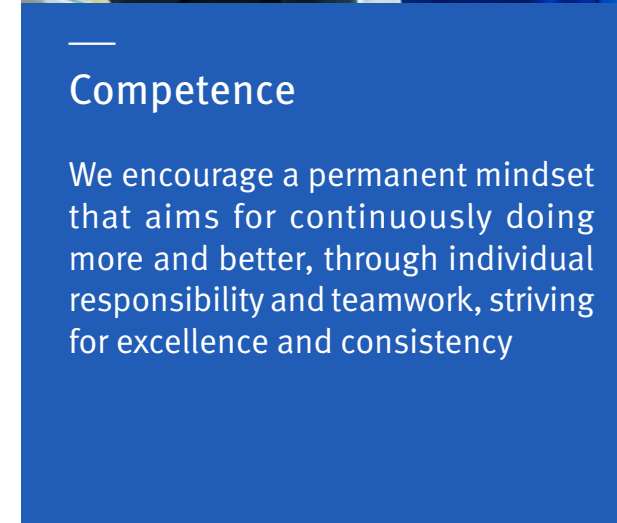 Competence
We encourage a permanent mindset
that aims for continuously doing
more and better, through individual
responsibility and teamwork, striving
for excellence and consistency